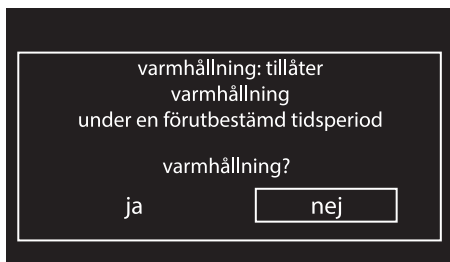 varmhållning: tillåter
varmhållning
under en förutbestämd tidsperiod
varmhållning?
ja nej